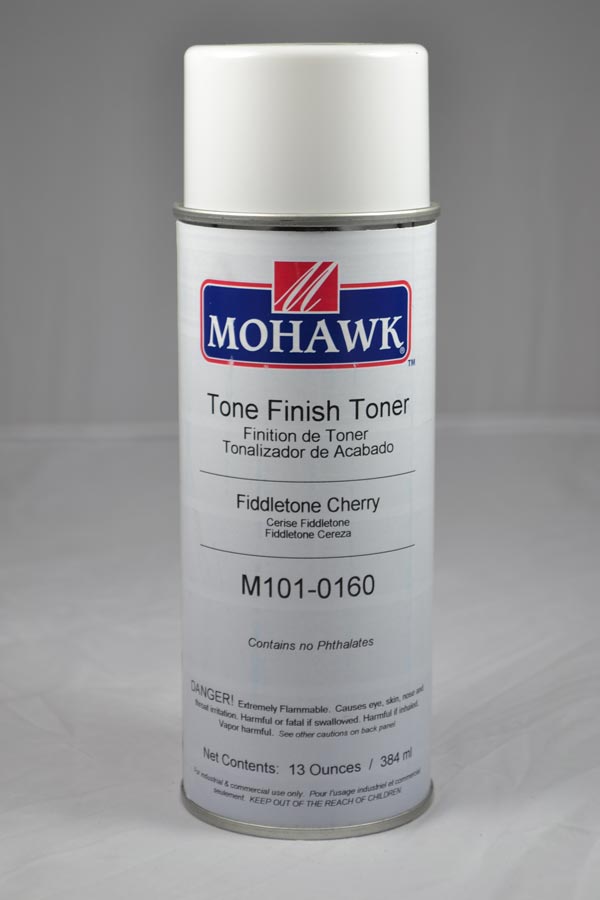 M
MOHAWK®
™
Tone Finish Toner
Finition de Toner
Tonalizador de Acabado
Fiddletone Cherry
Cerise Fiddletone
Fiddletone Cereza
M101-0160
Contains no Phthalates
DANGER! Extremely Flammable. Causes eye, skin, nose and
throat irritation. Harmful or fatal if swallowed. Harmful if inhaled.
Vapor harmful. See other cautions on back panel.
Net Contents: 13 Ounces / 384 ml
For industrial & commercial use only. Pour l'usage industriel et commercial
seulement. KEEP OUT OF THE REACH OF CHILDREN.